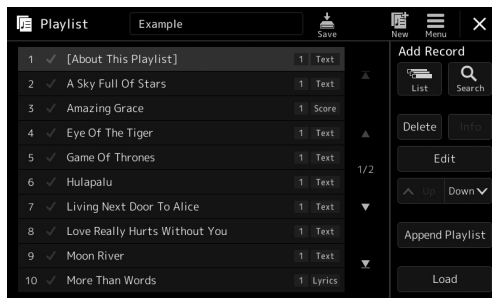 Playlist
Example
Save
New
Menu
1 [About This Playlist] 1 Text
2 A Sky Full Of Stars 1 Text
3 Amazing Grace 1 Score
4 Eye Of The Tiger 1 Text
5 Game Of Thrones 1 Text
6 Hulapalu 1 Text
7 Living Next Door To Alice 1 Text
8 Love Really Hurts Without You 1 Text
9 Moon River 1 Text
10 More Than Words 1 Lyrics
1/2
Add Record
List
Search
Delete
Info
Edit
Up
Down
Append Playlist
Load